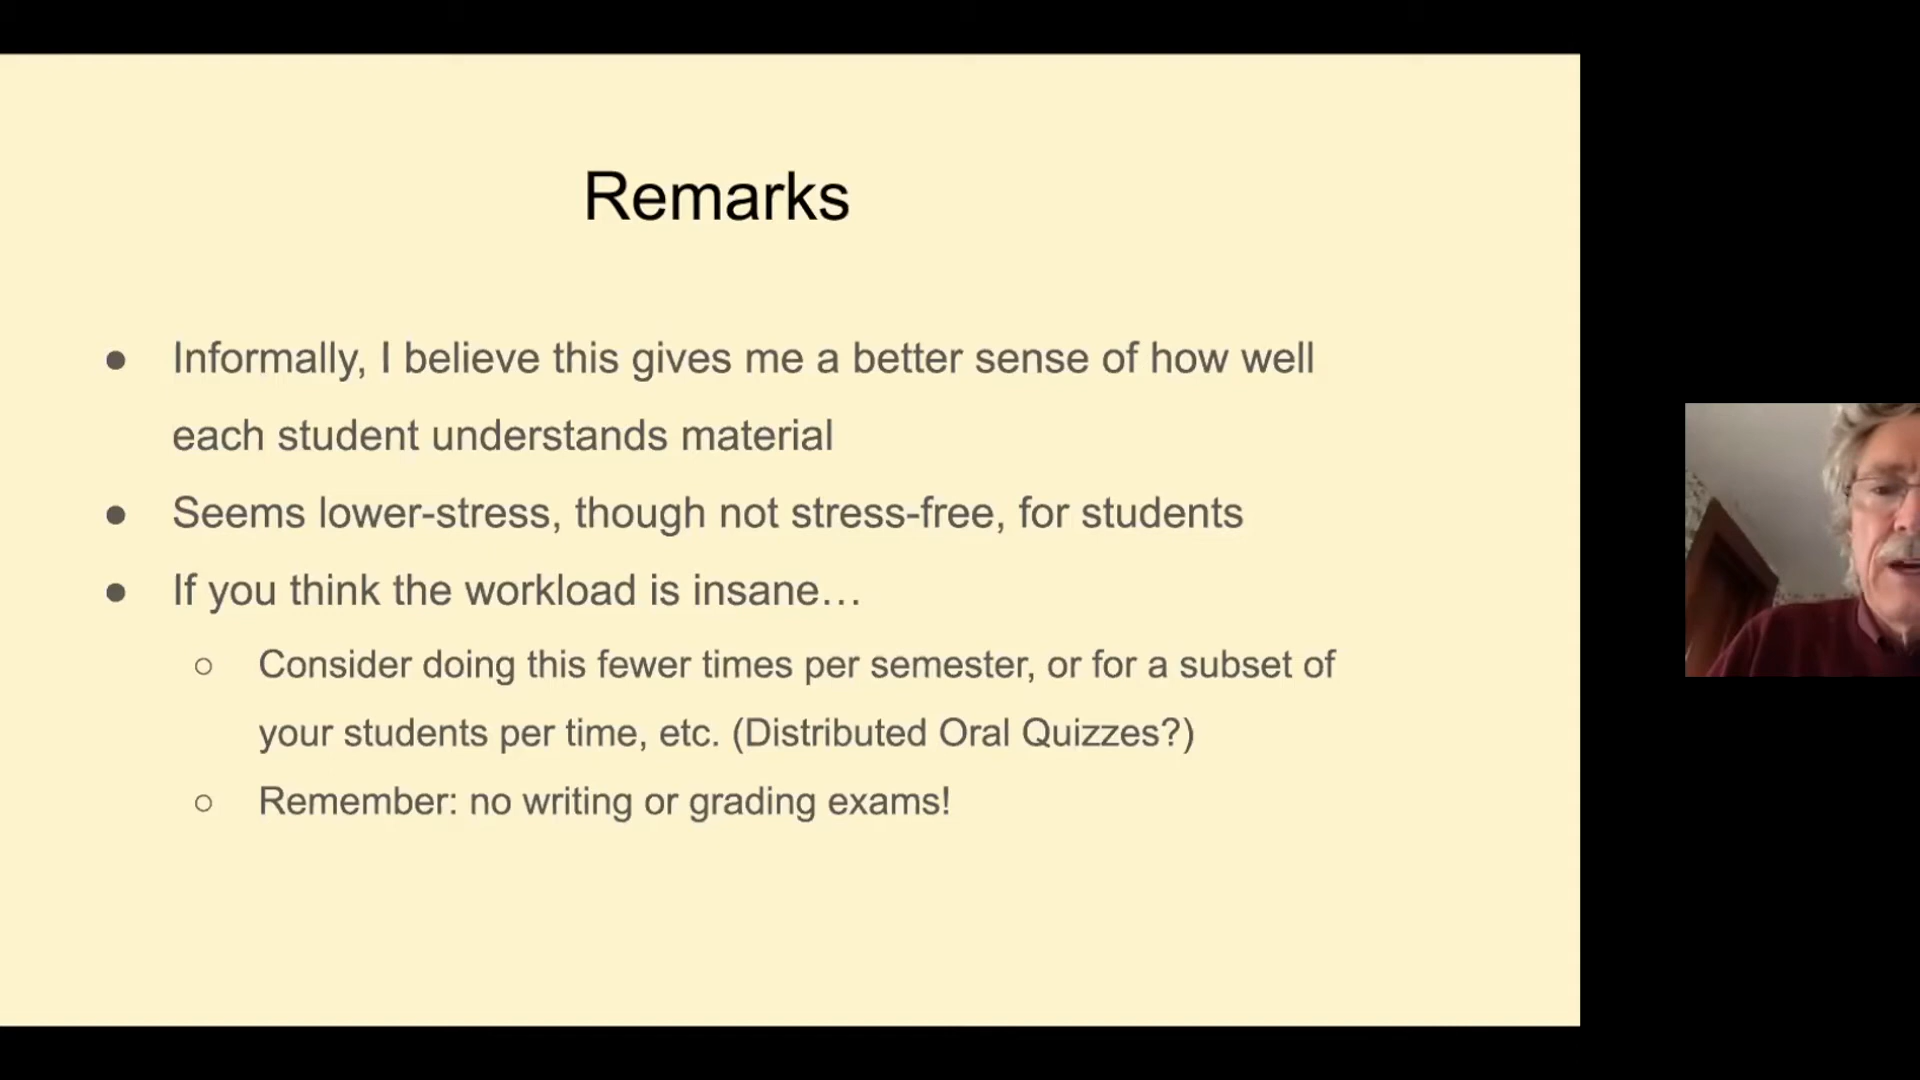 Remarks
● Informally, I believe this gives me a better sense of how well
each student understands material
● Seems lower-stress, though not stress-free, for students
● If you think the workload is insane…
○ Consider doing this fewer times per semester, or for a subset of
your students per time, etc. (Distributed Oral Quizzes?)
○ Remember: no writing or grading exams!